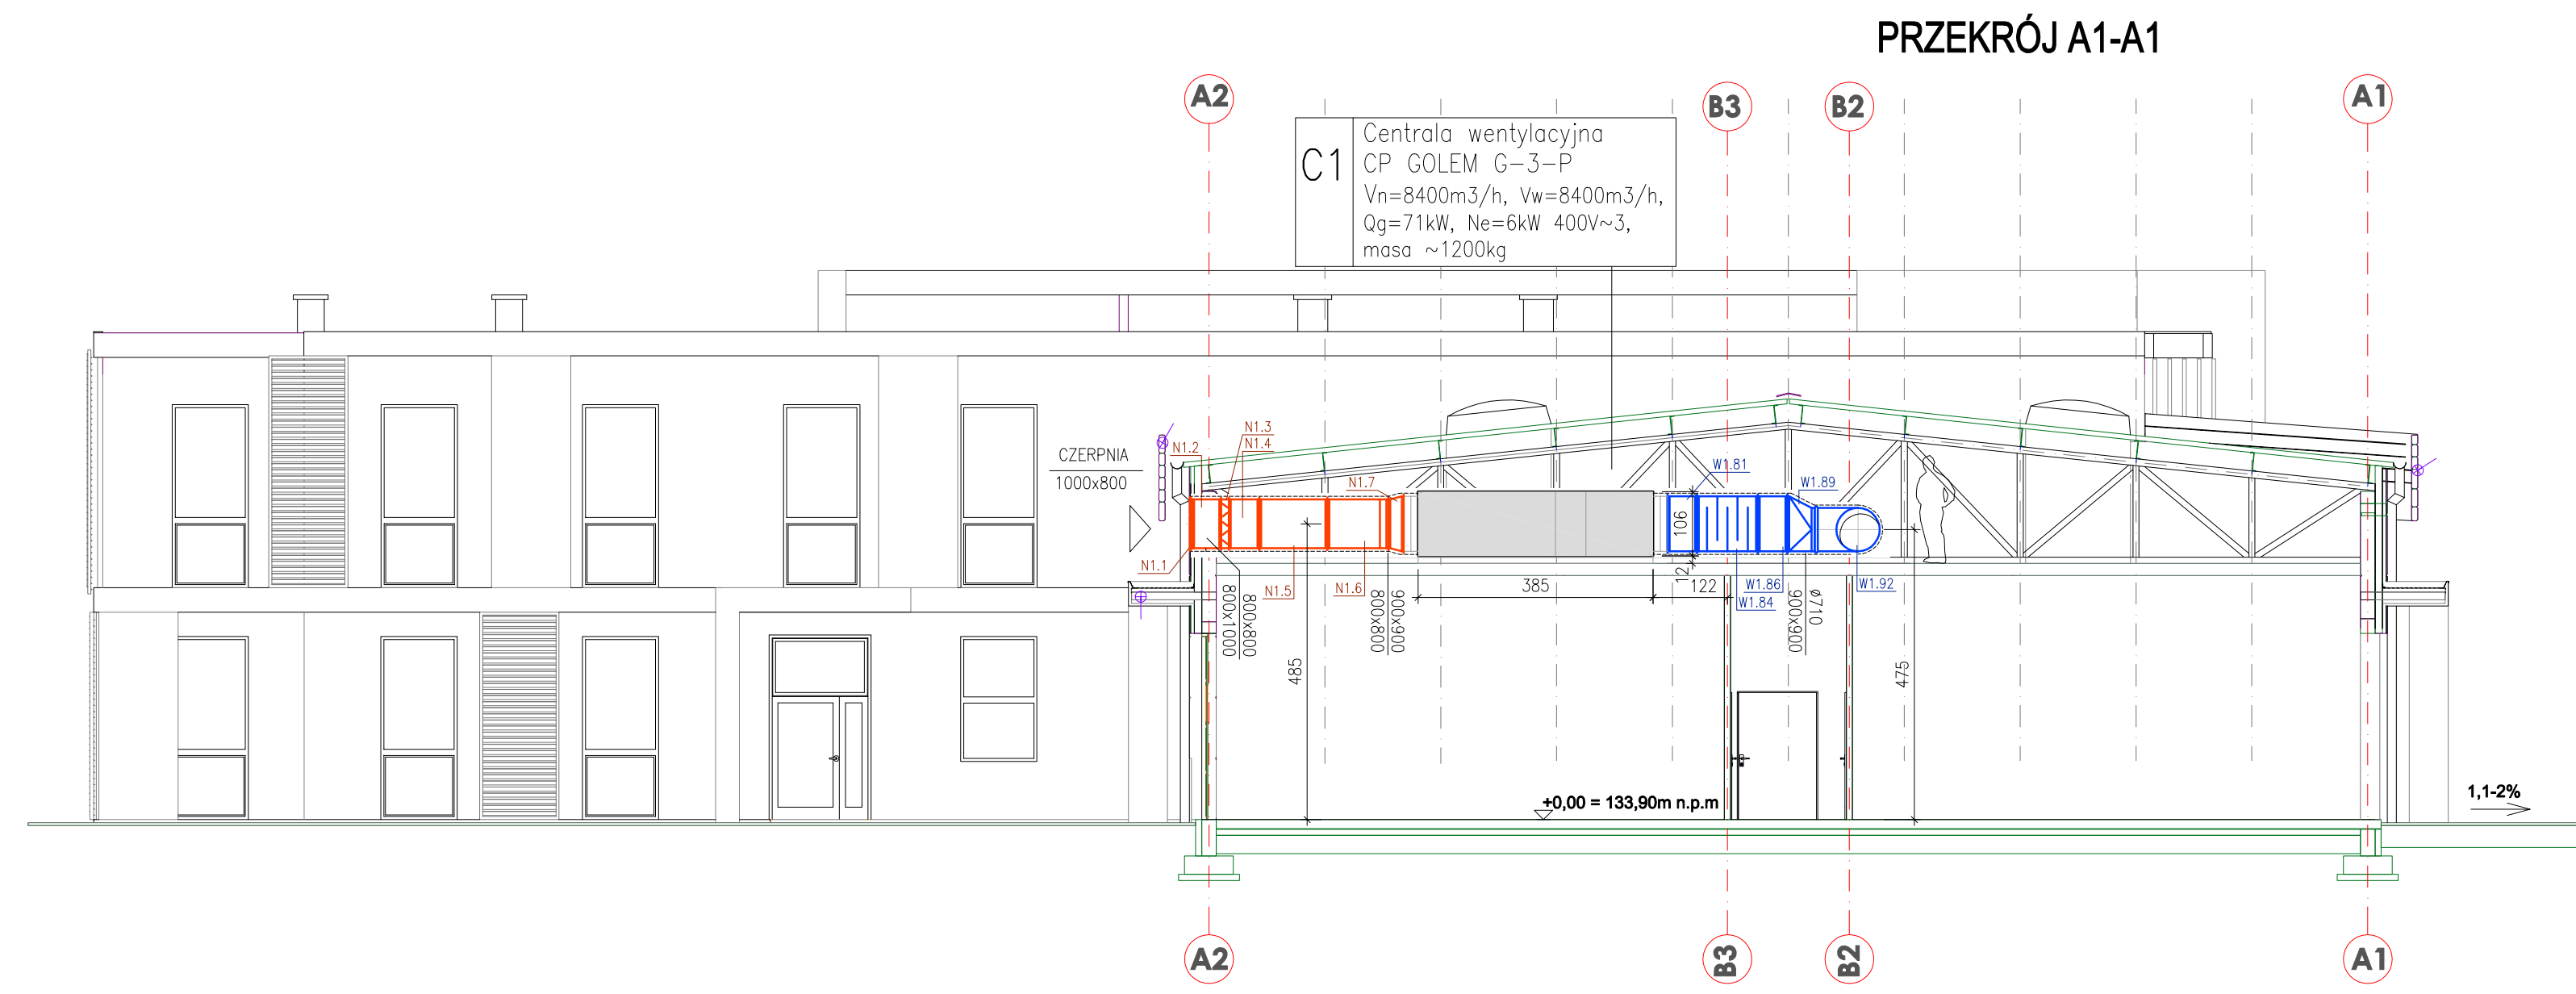 PRZEKRÓJ A1-A1
A2
B3
B2
A1
C1
Centrala wentylacyjna
CP GOLEM G-3-P
Vn=8400m3/h, Vw=8400m3/h,
Qg=71kW, Ne=6kW 400V~3,
masa ~1200kg
CZERPNIA
1000x800
N1.2
N1.3
N1.4
N1.7
W1.81
W1.89
106
N1.1
N1.5
N1.6
385
12
122
W1.86
W1.84
W1.92
800x1000
800x800
800x800
900x900
900x900
ø710
485
475
+0,00 = 133,90m n.p.m
1,1-2%
A2
B3
B2
A1